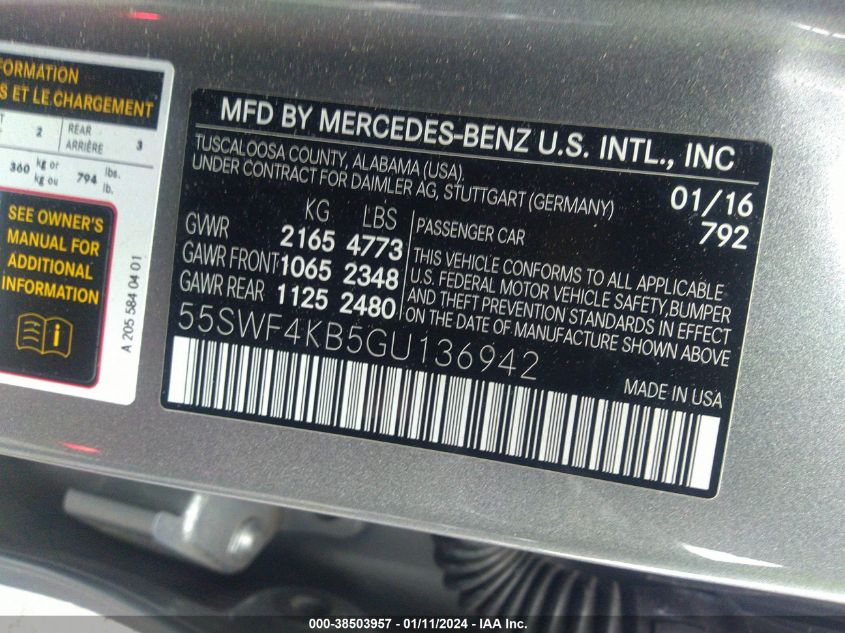 FORMATION
S ET LE CHARGEMENT
2 REAR ARRIÈRE 3
360 kg or kg ou 794 lbs. lb.
SEE OWNER'S
MANUAL FOR
ADDITIONAL
INFORMATION
A 205 584 04 01
MFD BY MERCEDES-BENZ U.S. INTL., INC
TUSCALOOSA COUNTY, ALABAMA (USA).
UNDER CONTRACT FOR DAIMLER AG, STUTTGART (GERMANY)
01/16
792
KG LBS
GVWR 2165 4773
GAWR FRONT 1065 2348
GAWR REAR 1125 2480
PASSENGER CAR
THIS VEHICLE CONFORMS TO ALL APPLICABLE
U.S. FEDERAL MOTOR VEHICLE SAFETY, BUMPER
AND THEFT PREVENTION STANDARDS IN EFFECT
ON THE DATE OF MANUFACTURE SHOWN ABOVE
55SWF4KB5GU136942
MADE IN USA
000-38503957 - 01/11/2024 - IAA Inc.